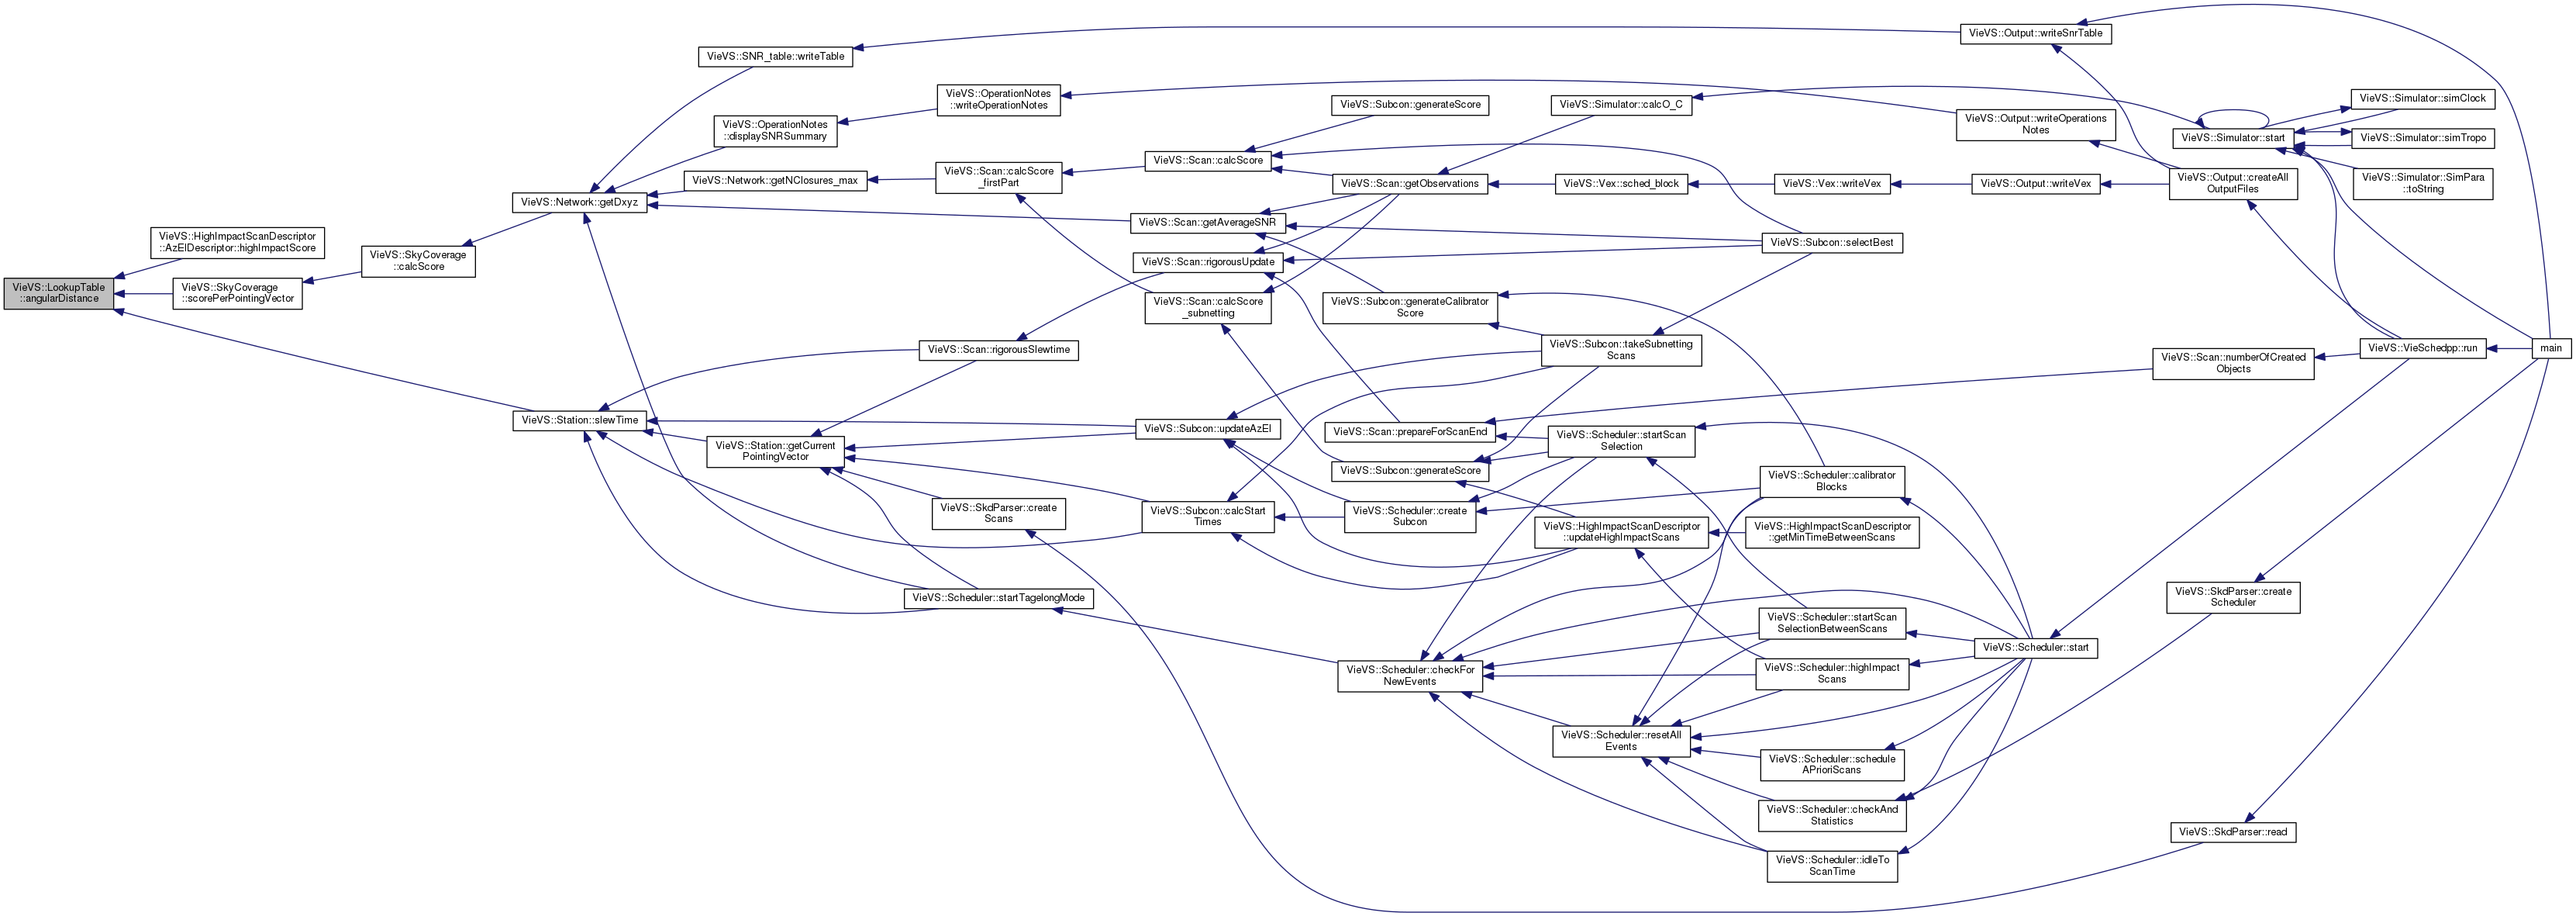 VieVS::LookupTable
::angularDistance
VieVS::HighImpactScanDescriptor
::AzElDescriptor::highImpactScore
VieVS::SkyCoverage
::scorePerPointingVector
VieVS::SkyCoverage
::calcScore
VieVS::Network::getDxyz
VieVS::Station::slewTime
VieVS::SNR_table::writeTable
VieVS::OperationNotes
::displaySNRSummary
VieVS::Network::getNClosures_max
VieVS::Station::getCurrent
PointingVector
VieVS::OperationNotes
::writeOperationNotes
VieVS::Scan::calcScore
_firstPart
VieVS::Scan::rigorousSlewtime
VieVS::SkdParser::create
Scans
VieVS::Scheduler::startTagelongMode
VieVS::Scan::calcScore
VieVS::Scan::getAverageSNR
VieVS::Scan::rigorousUpdate
VieVS::Scan::calcScore
_subnetting
VieVS::Subcon::updateAzEl
VieVS::Subcon::calcStart
Times
VieVS::Subcon::generateScore
VieVS::Scan::getObservations
VieVS::Subcon::generateCalibrator
Score
VieVS::Scan::prepareForScanEnd
VieVS::Subcon::generateScore
VieVS::Scheduler::create
Subcon
VieVS::Scheduler::checkFor
NewEvents
VieVS::Simulator::calcO_C
VieVS::Vex::sched_block
VieVS::Subcon::takeSubnetting
Scans
VieVS::Scheduler::startScan
Selection
VieVS::HighImpactScanDescriptor
::updateHighImpactScans
VieVS::Scheduler::resetAll
Events
VieVS::Vex::writeVex
VieVS::Subcon::selectBest
VieVS::Scheduler::calibrator
Blocks
VieVS::HighImpactScanDescriptor
::getMinTimeBetweenScans
VieVS::Scheduler::startScan
SelectionBetweenScans
VieVS::Scheduler::highImpact
Scans
VieVS::Scheduler::schedule
APrioriScans
VieVS::Scheduler::checkAnd
Statistics
VieVS::Scheduler::idleTo
ScanTime
VieVS::Output::writeSnrTable
VieVS::Output::writeOperations
Notes
VieVS::Output::writeVex
VieVS::Scheduler::start
VieVS::Simulator::start
VieVS::Output::createAll
OutputFiles
VieVS::Scan::numberOfCreated
Objects
VieVS::SkdParser::create
Scheduler
VieVS::SkdParser::read
VieVS::Simulator::simClock
VieVS::Simulator::simTropo
VieVS::Simulator::SimPara
::toString
VieVS::VieSchedpp::run
main